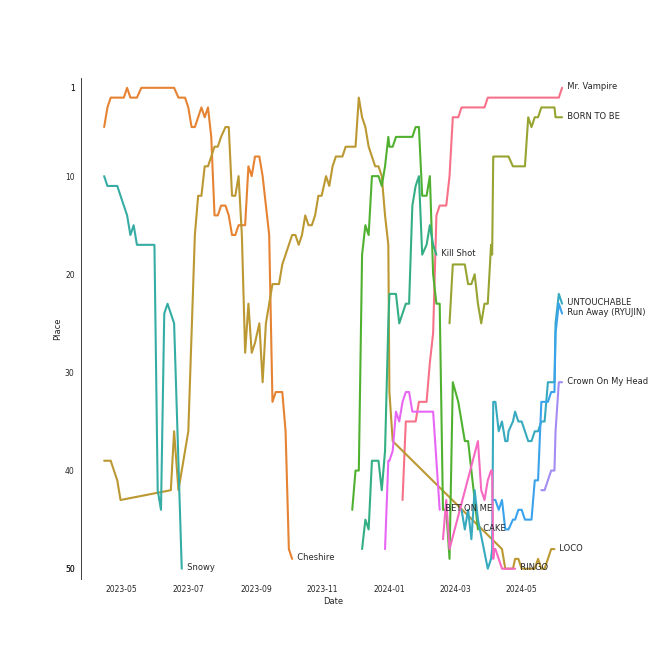 1
Mr. Vampire
BORN TO BE
10
Kill Shot
20
UNTOUCHABLE
Run Away (RYUJIN)
Place
30
Crown On My Head
40
BET ON ME
CAKE
LOCO
Cheshire
50
Snowy
RINGO
2023-05
2023-07
2023-09
2023-11
2024-01
2024-03
2024-05
Date